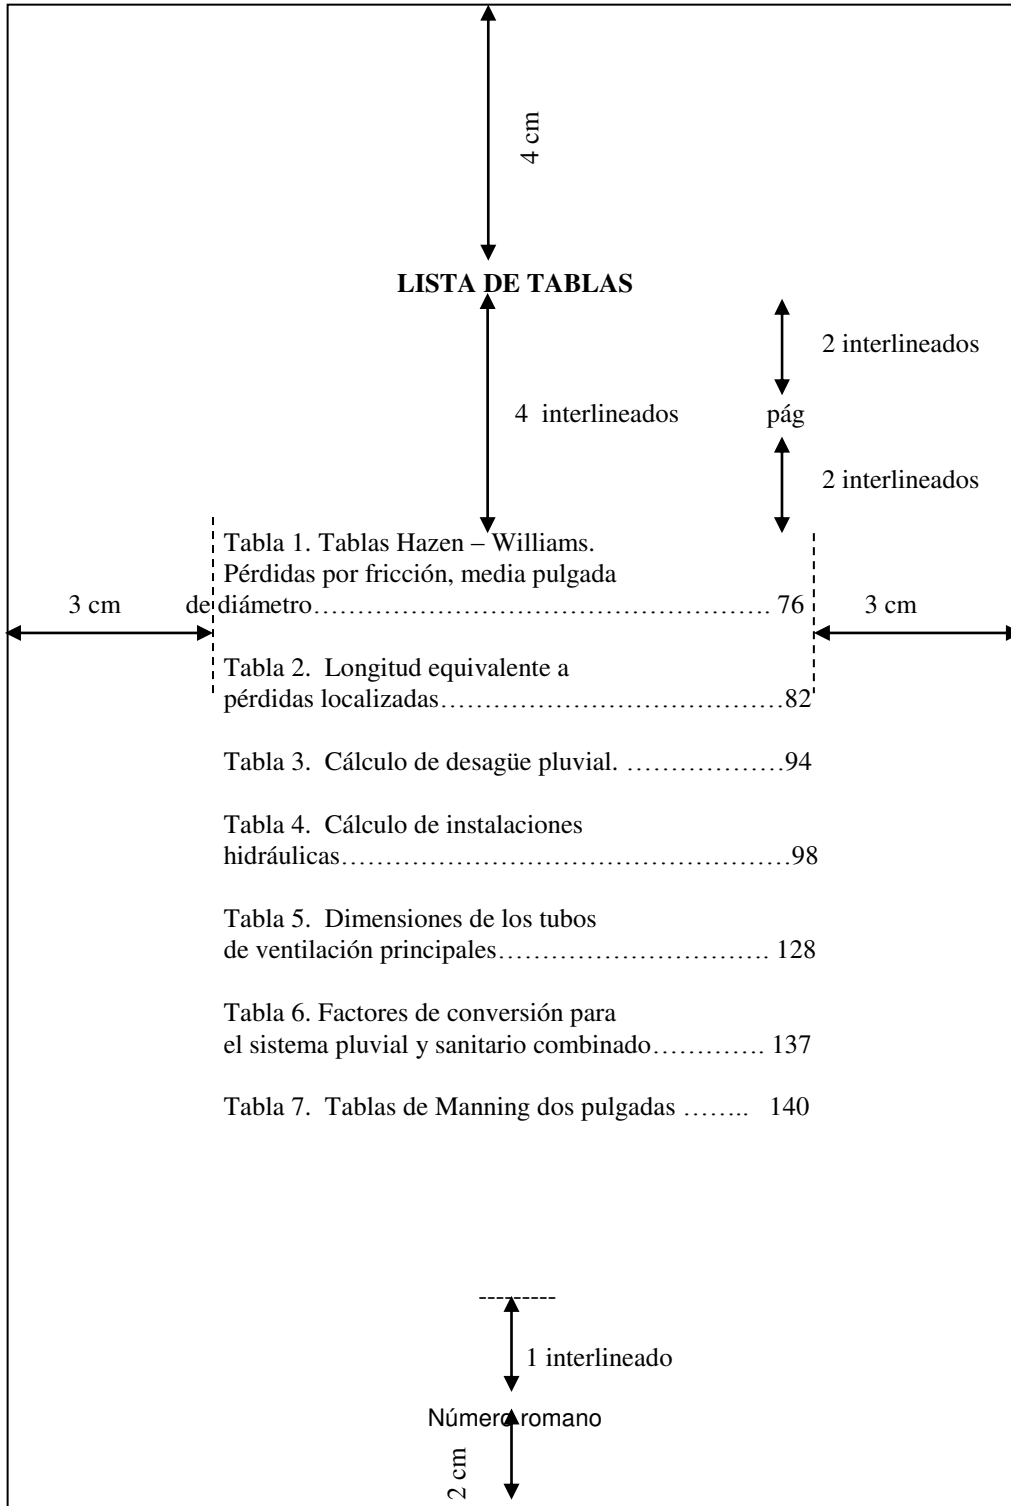 4 cm
LISTA DE TABLAS
2 interlineados
4  interlineados pág
2 interlineados
Tabla 1. Tablas Hazen – Williams.
Pérdidas por fricción, media pulgada
3 cm de diámetro…………………………………………… 76 3 cm
Tabla 2.  Longitud equivalente a
pérdidas localizadas…………………………………82
Tabla 3.  Cálculo de desagüe pluvial. ………………94
Tabla 4.  Cálculo de instalaciones
hidráulicas……………………………………………98
Tabla 5.  Dimensiones de los tubos
de ventilación principales…………………………. 128
Tabla 6. Factores de conversión para
el sistema pluvial y sanitario combinado…………. 137
Tabla 7.  Tablas de Manning dos pulgadas ……..   140
---------
1 interlineado
Número romano
2 cm